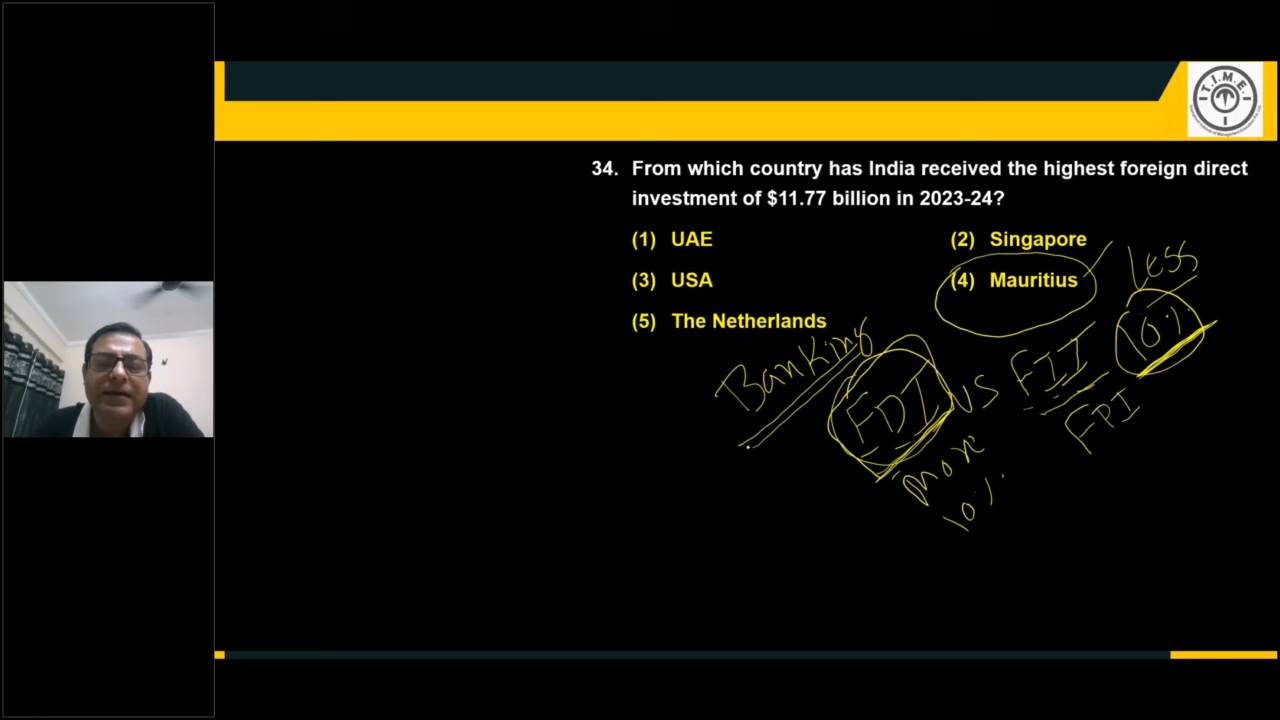 T.I.M.E.
34. From which country has India received the highest foreign direct
investment of $11.77 billion in 2023-24?
(1) UAE (2) Singapore
(3) USA (4) Mauritius
(5) The Netherlands
Less
10%
Banking
FDI vs FII
FPI
more
10%